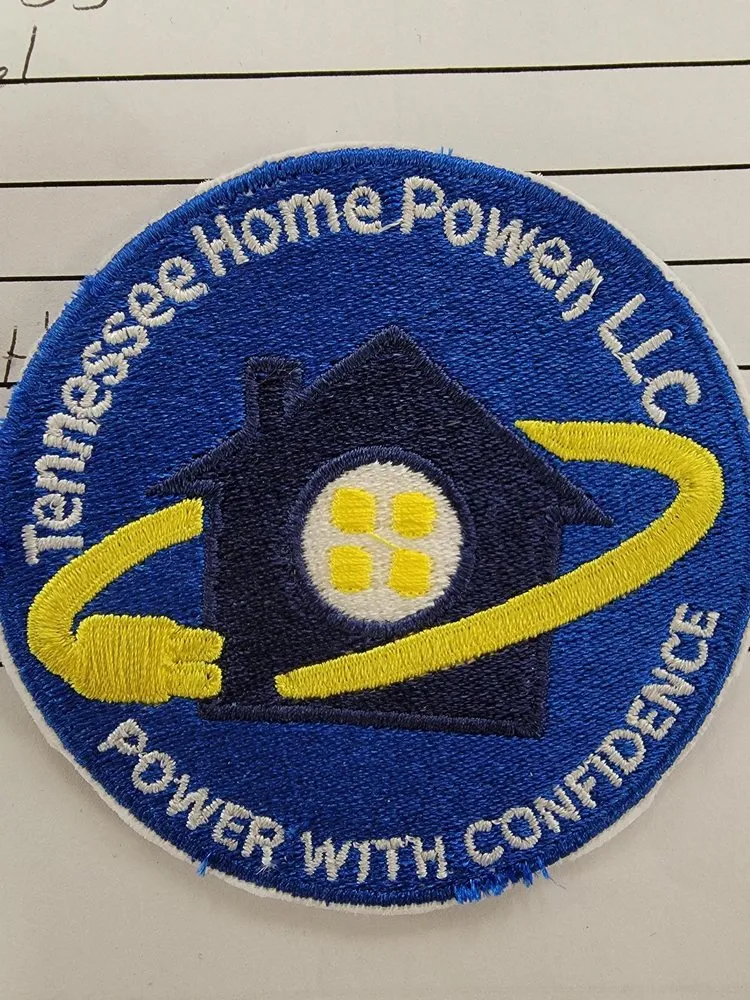 Tennessee Home Power, LLC
POWER WITH CONFIDENCE